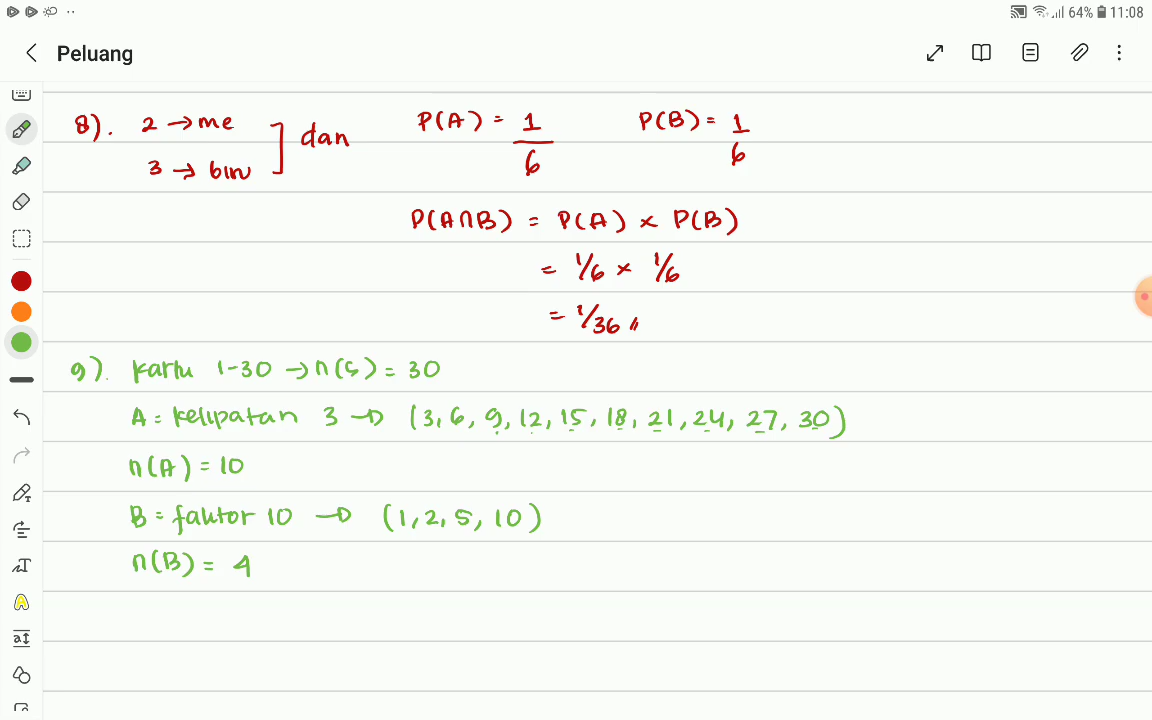 64% 11:08
Peluang
8). 2 → me
3 → biru
dan
P(A) = 1/6
P(B) = 1/6
P(A∩B) = P(A) × P(B)
= 1/6 × 1/6
= 1/36 //
9). Kartu 1-30 → n(S) = 30
A = kelipatan 3 → (3, 6, 9, 12, 15, 18, 21, 24, 27, 30)
n(A) = 10
B = faktor 10 → (1, 2, 5, 10)
n(B) = 4